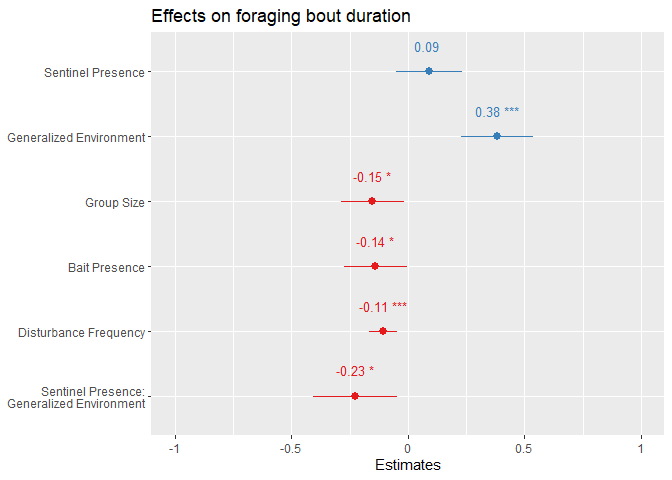 Effects on foraging bout duration
Sentinel Presence
0.09
Generalized Environment
0.38 ***
Group Size
-0.15 *
Bait Presence
-0.14 *
Disturbance Frequency
-0.11 ***
Sentinel Presence:
Generalized Environment
-0.23 *
-1
-0.5
0
0.5
1
Estimates